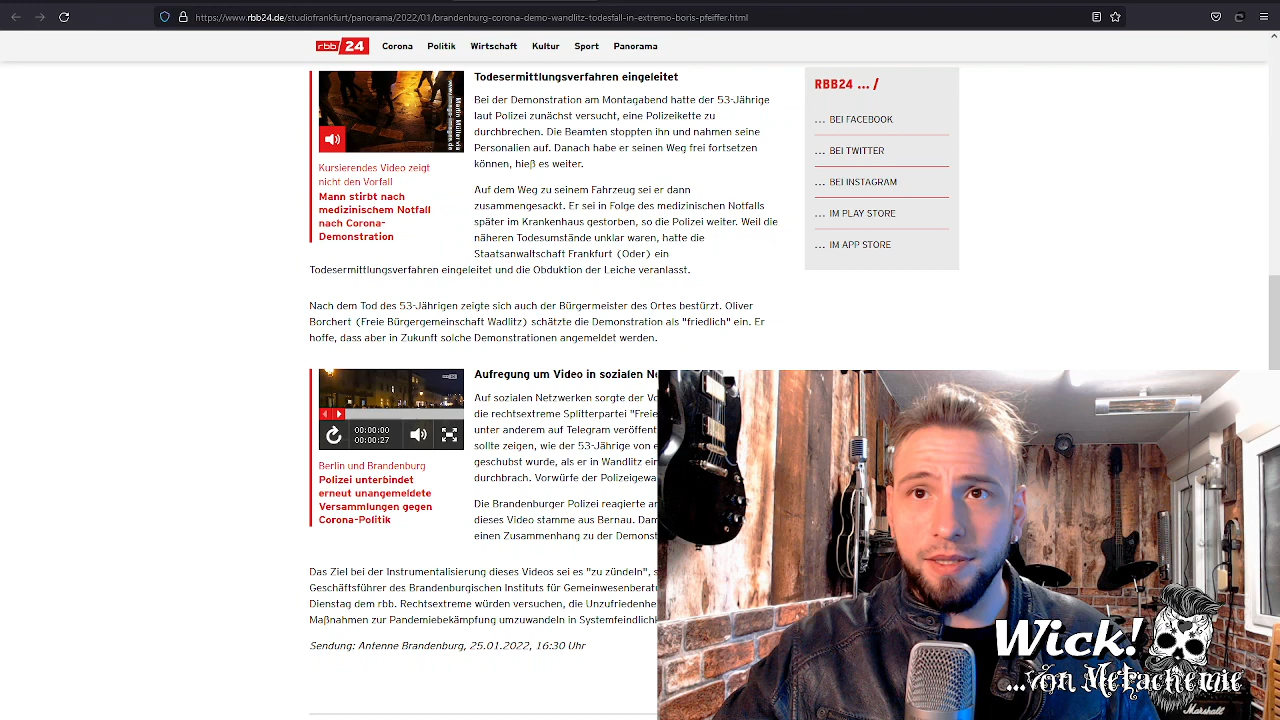 https://www.rbb24.de/studiofrankfurt/panorama/2022/01/brandenburg-corona-demo-wandlitz-todesfall-in-extremo-boris-pfeiffer.html
rbb 24 Corona Politik Wirtschaft Kultur Sport Panorama
Kursierendes Video zeigt
nicht den Vorfall
Mann stirbt nach
medizinischem Notfall
nach Corona-
Demonstration
Todesermittlungsverfahren eingeleitet
Bei der Demonstration am Montagabend hatte der 53-Jährige
laut Polizei zunächst versucht, eine Polizeikette zu
durchbrechen. Die Beamten stoppten ihn und nahmen seine
Personalien auf. Danach habe er seinen Weg frei fortsetzen
können, hieß es weiter.
Auf dem Weg zu seinem Fahrzeug sei er dann
zusammengesackt. Er sei in Folge des medizinischen Notfalls
später im Krankenhaus gestorben, so die Polizei weiter. Weil die
näheren Todesumstände unklar waren, hatte die
Staatsanwaltschaft Frankfurt (Oder) ein
Todesermittlungsverfahren eingeleitet und die Obduktion der Leiche veranlasst.
Nach dem Tod des 53-Jährigen zeigte sich auch der Bürgermeister des Ortes bestürzt. Oliver
Borchert (Freie Bürgergemeinschaft Wadlitz) schätzte die Demonstration als "friedlich" ein. Er
hoffe, dass aber in Zukunft solche Demonstrationen angemeldet werden.
00:00:00
00:00:27
Berlin und Brandenburg
Polizei unterbindet
erneut unangemeldete
Versammlungen gegen
Corona-Politik
Aufregung um Video in sozialen Ne
Auf sozialen Netzwerken sorgte der Vo
die rechtsextreme Splitterpartei "Freie
unter anderem auf Telegram veröffent
sollte zeigen, wie der 53-Jährige von e
geschubst wurde, als er in Wandlitz ein
durchbrach. Vorwürfe der Polizeigewa
Die Brandenburger Polizei reagierte ar
dieses Video stamme aus Bernau. Dam
einen Zusammenhang zu der Demonst
Das Ziel bei der Instrumentalisierung dieses Videos sei es "zu zündeln", s
Geschäftsführer des Brandenburgischen Instituts für Gemeinwesenberatu
Dienstag dem rbb. Rechtsextreme würden versuchen, die Unzufriedenhe
Maßnahmen zur Pandemiebekämpfung umzuwandeln in Systemfeindlich
Sendung: Antenne Brandenburg, 25.01.2022, 16:30 Uhr
RBB24 ... /
... BEI FACEBOOK
... BEI TWITTER
... BEI INSTAGRAM
... IM PLAY STORE
... IM APP STORE
Wick!
...von Metachemie
Marshall